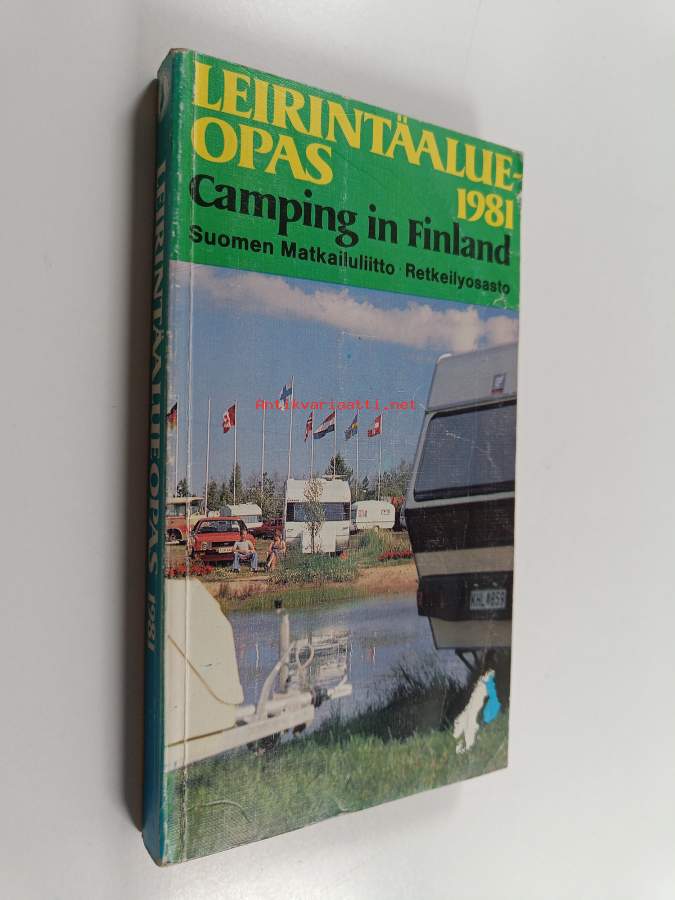 LEIRINTÄALUE-
OPAS
1981
Camping in Finland
Suomen Matkailuliitto · Retkeilyosasto
LEIRINTÄALUEOPAS 1981
Antikvariaatti.net
KHL-859